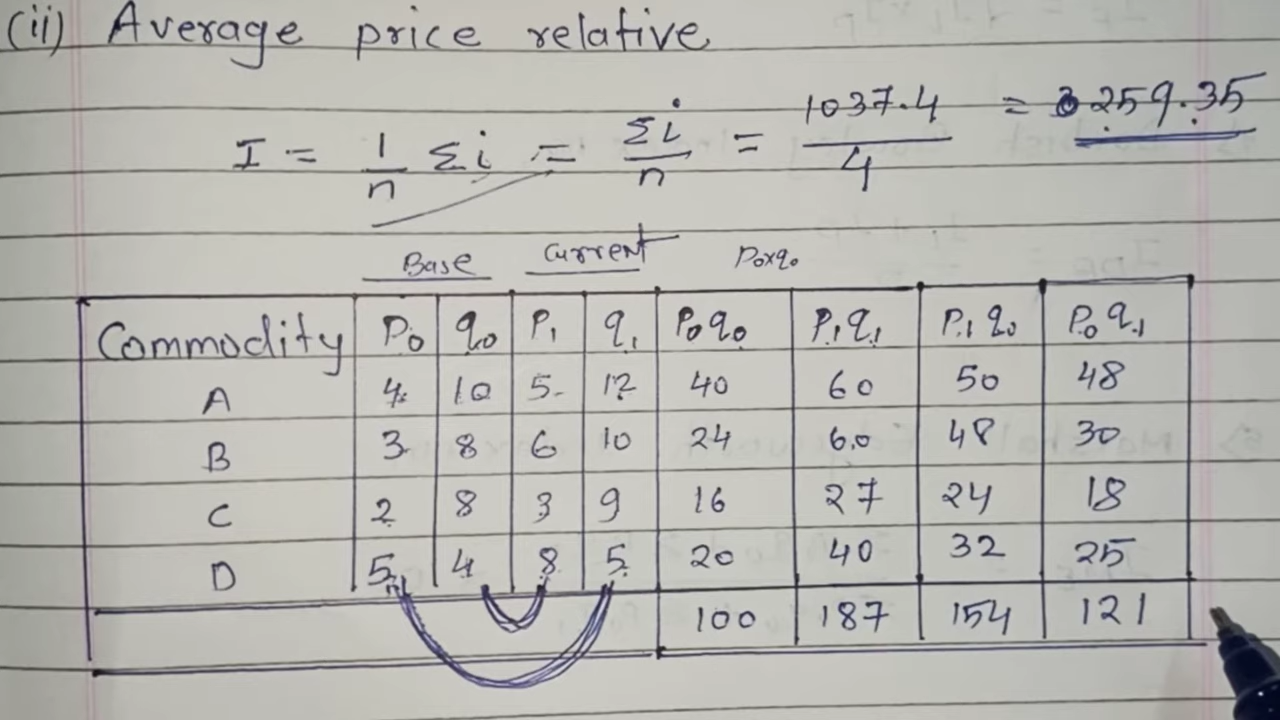 (ii) Average price relative
I = 1/n Σi = Σi/n = 1037.4/4 = 259.35
Base Current P₀×q₀
Commodity P₀ q₀ P₁ q₁ P₀q₀ P₁q₁ P₁q₀ P₀q₁
A 4 10 5 12 40 60 50 48
B 3 8 6 10 24 60 48 30
C 2 8 3 9 16 27 24 18
D 5 4 8 5 20 40 32 25
100 187 154 121